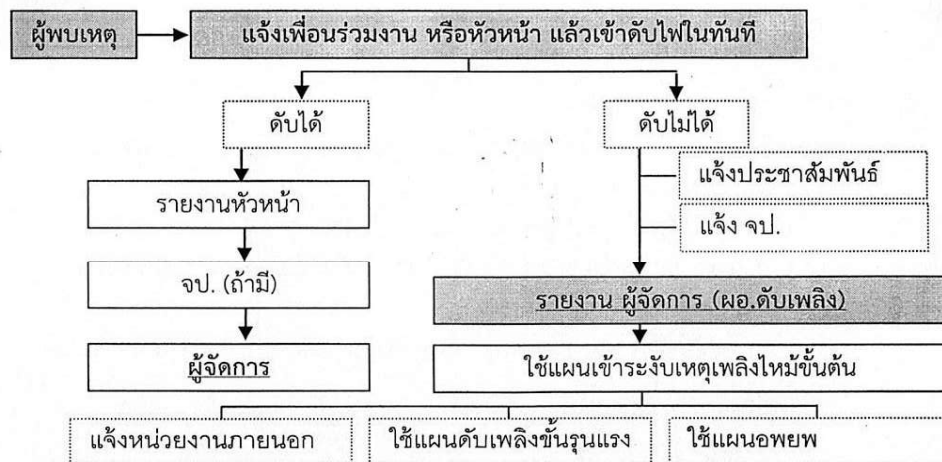 ผู้พบเหตุ
แจ้งเพื่อนร่วมงาน หรือหัวหน้า แล้วเข้าดับไฟในทันที
ดับได้
ดับไม่ได้
แจ้งประชาสัมพันธ์
รายงานหัวหน้า
แจ้ง จป.
จป. (ถ้ามี)
รายงาน ผู้จัดการ (ผอ.ดับเพลิง)
ผู้จัดการ
ใช้แผนเข้าระงับเหตุเพลิงไหม้ขั้นต้น
แจ้งหน่วยงานภายนอก
ใช้แผนดับเพลิงขั้นรุนแรง
ใช้แผนอพยพ